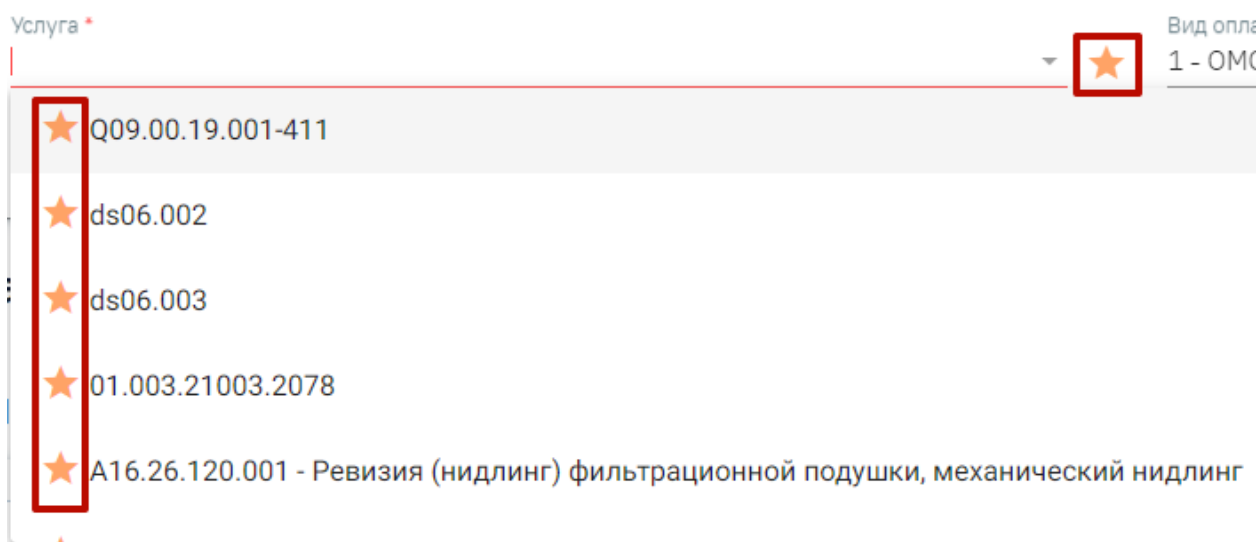 Услуга *
Вид опла
1 - ОМС
Q09.00.19.001-411
ds06.002
ds06.003
01.003.21003.2078
A16.26.120.001 - Ревизия (нидлинг) фильтрационной подушки, механический нидлинг